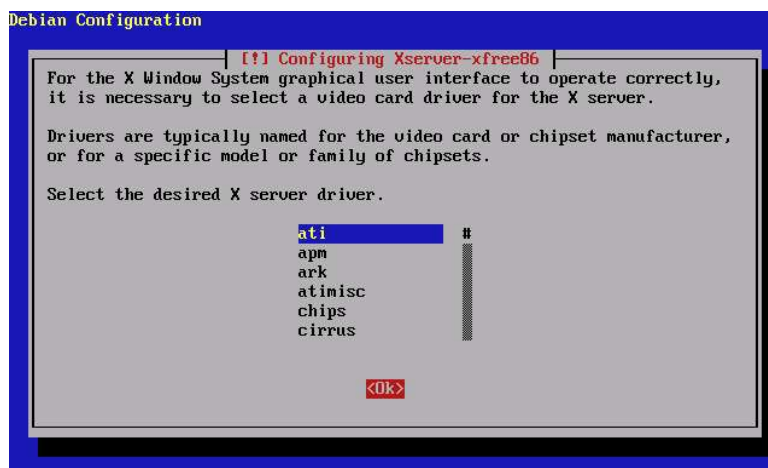 Debian Configuration
[!] Configuring Xserver-xfree86
For the X Window System graphical user interface to operate correctly,
it is necessary to select a video card driver for the X server.
Drivers are typically named for the video card or chipset manufacturer,
or for a specific model or family of chipsets.
Select the desired X server driver.
ati #
apm
ark
atimisc
chips
cirrus
<Ok>